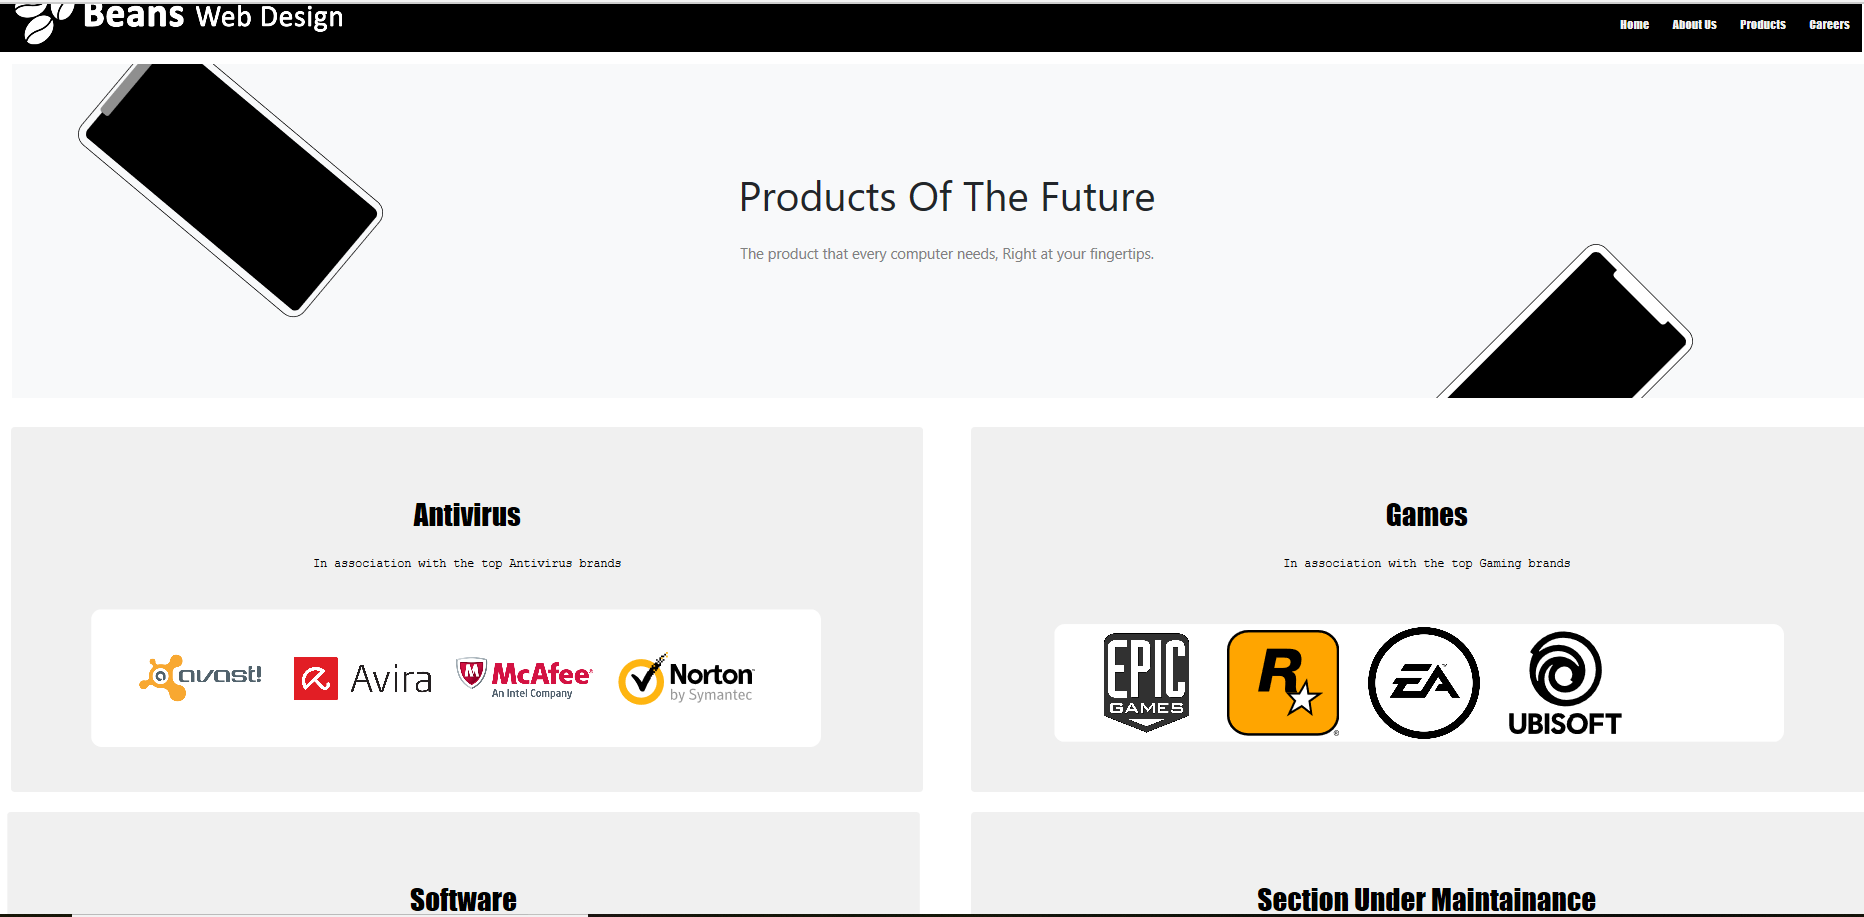 Beans Web Design
Home About Us Products Careers
Products Of The Future
The product that every computer needs, Right at your fingertips.
Antivirus
In association with the top Antivirus brands
avast!
Avira
McAfee
An Intel Company
Norton
by Symantec
Games
In association with the top Gaming brands
EPIC
GAMES
R
EA
UBISOFT
Software
Section Under Maintainance